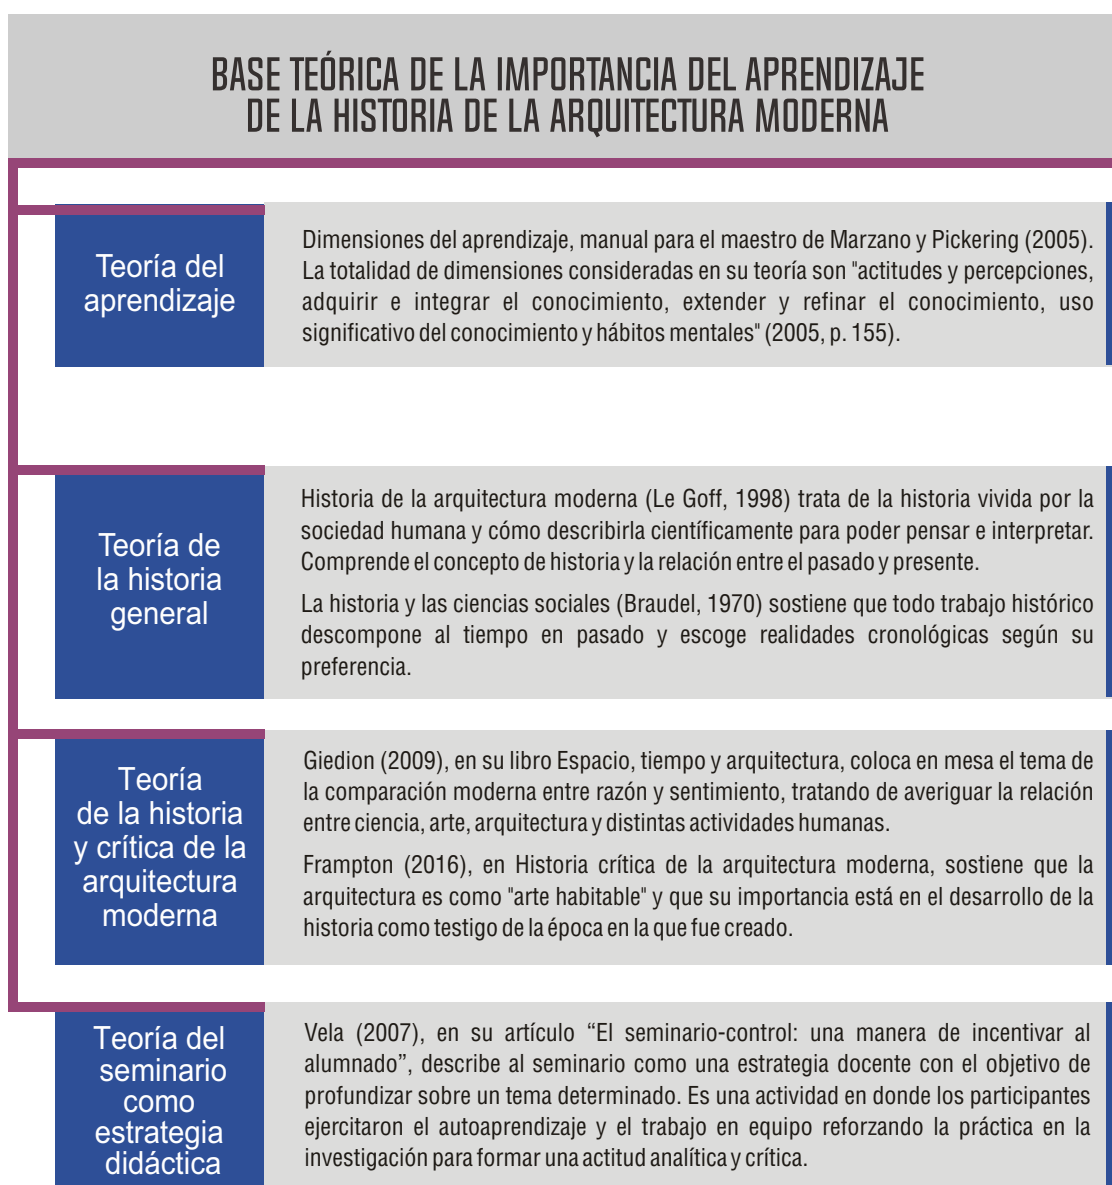 BASE TEÓRICA DE LA IMPORTANCIA DEL APRENDIZAJE
DE LA HISTORIA DE LA ARQUITECTURA MODERNA
Teoría del
aprendizaje
Dimensiones del aprendizaje, manual para el maestro de Marzano y Pickering (2005).
La totalidad de dimensiones consideradas en su teoría son "actitudes y percepciones,
adquirir e integrar el conocimiento, extender y refinar el conocimiento, uso
significativo del conocimiento y hábitos mentales" (2005, p. 155).
Teoría de
la historia
general
Historia de la arquitectura moderna (Le Goff, 1998) trata de la historia vivida por la
sociedad humana y cómo describirla científicamente para poder pensar e interpretar.
Comprende el concepto de historia y la relación entre el pasado y presente.
La historia y las ciencias sociales (Braudel, 1970) sostiene que todo trabajo histórico
descompone al tiempo en pasado y escoge realidades cronológicas según su
preferencia.
Teoría
de la historia
y crítica de la
arquitectura
moderna
Giedion (2009), en su libro Espacio, tiempo y arquitectura, coloca en mesa el tema de
la comparación moderna entre razón y sentimiento, tratando de averiguar la relación
entre ciencia, arte, arquitectura y distintas actividades humanas.
Frampton (2016), en Historia crítica de la arquitectura moderna, sostiene que la
arquitectura es como "arte habitable" y que su importancia está en el desarrollo de la
historia como testigo de la época en la que fue creado.
Teoría del
seminario
como
estrategia
didáctica
Vela (2007), en su artículo “El seminario-control: una manera de incentivar al
alumnado”, describe al seminario como una estrategia docente con el objetivo de
profundizar sobre un tema determinado. Es una actividad en donde los participantes
ejercitaron el autoaprendizaje y el trabajo en equipo reforzando la práctica en la
investigación para formar una actitud analítica y crítica.